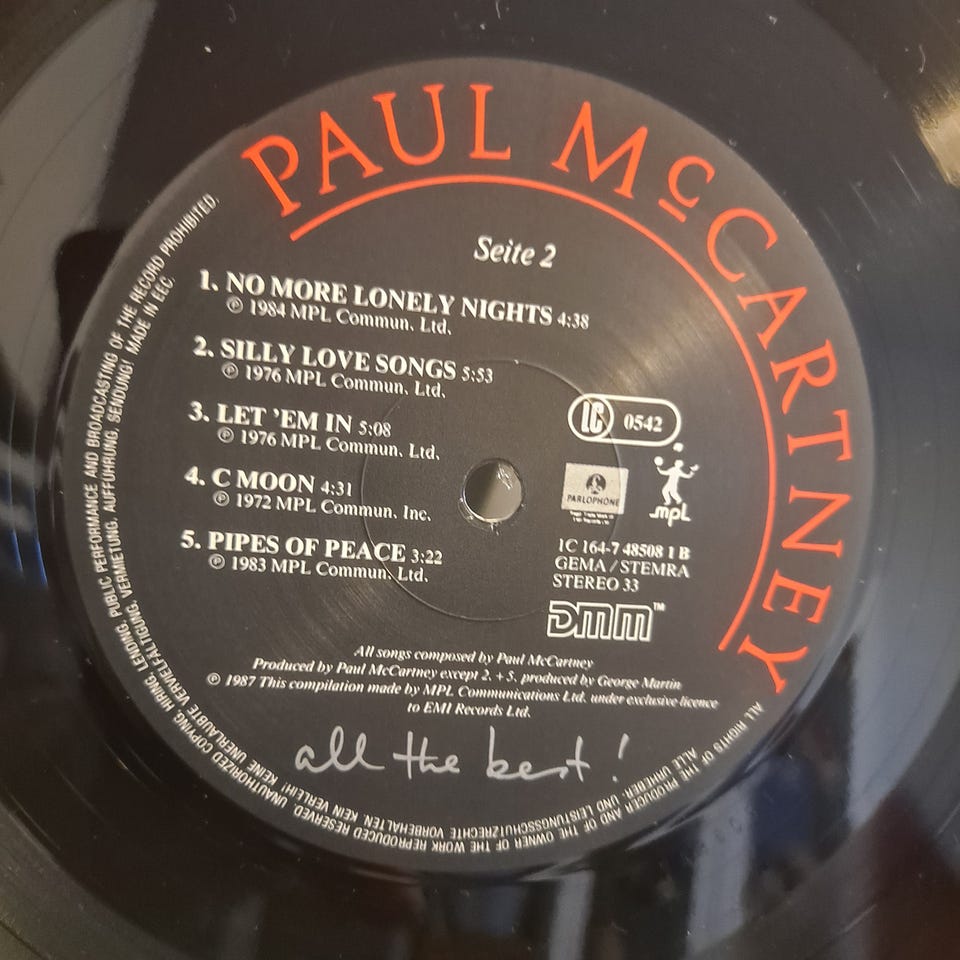 PAUL McCARTNEY
Seite 2
1. NO MORE LONELY NIGHTS 4:38
℗ 1984 MPL Commun. Ltd.
2. SILLY LOVE SONGS 5:53
℗ 1976 MPL Commun. Ltd.
3. LET 'EM IN 5:08
℗ 1976 MPL Commun. Ltd.
4. C MOON 4:31
℗ 1972 MPL Commun. Inc.
5. PIPES OF PEACE 3:22
℗ 1983 MPL Commun. Ltd.
LC 0542
PARLOPHONE
mpL
1C 164-7 48508 1 B
GEMA / STEMRA
STEREO 33
DMM™
All songs composed by Paul McCartney
Produced by Paul McCartney except 2. + 5. produced by George Martin
℗ 1987 This compilation made by MPL Communications Ltd. under exclusive licence
to EMI Records Ltd.
all the best!
ALL RIGHTS OF THE PRODUCER AND OF THE OWNER OF THE WORK REPRODUCED RESERVED. UNAUTHORIZED COPYING, HIRING, LENDING, PUBLIC PERFORMANCE AND BROADCASTING OF THE RECORD PROHIBITED.
ALLE URHEBER- UND LEISTUNGSSCHUTZRECHTE VORBEHALTEN. KEIN VERLEIH! KEINE UNERLAUBTE VERVIELFÄLTIGUNG, VERMIETUNG, AUFFÜHRUNG, SENDUNG! MADE IN EEC.